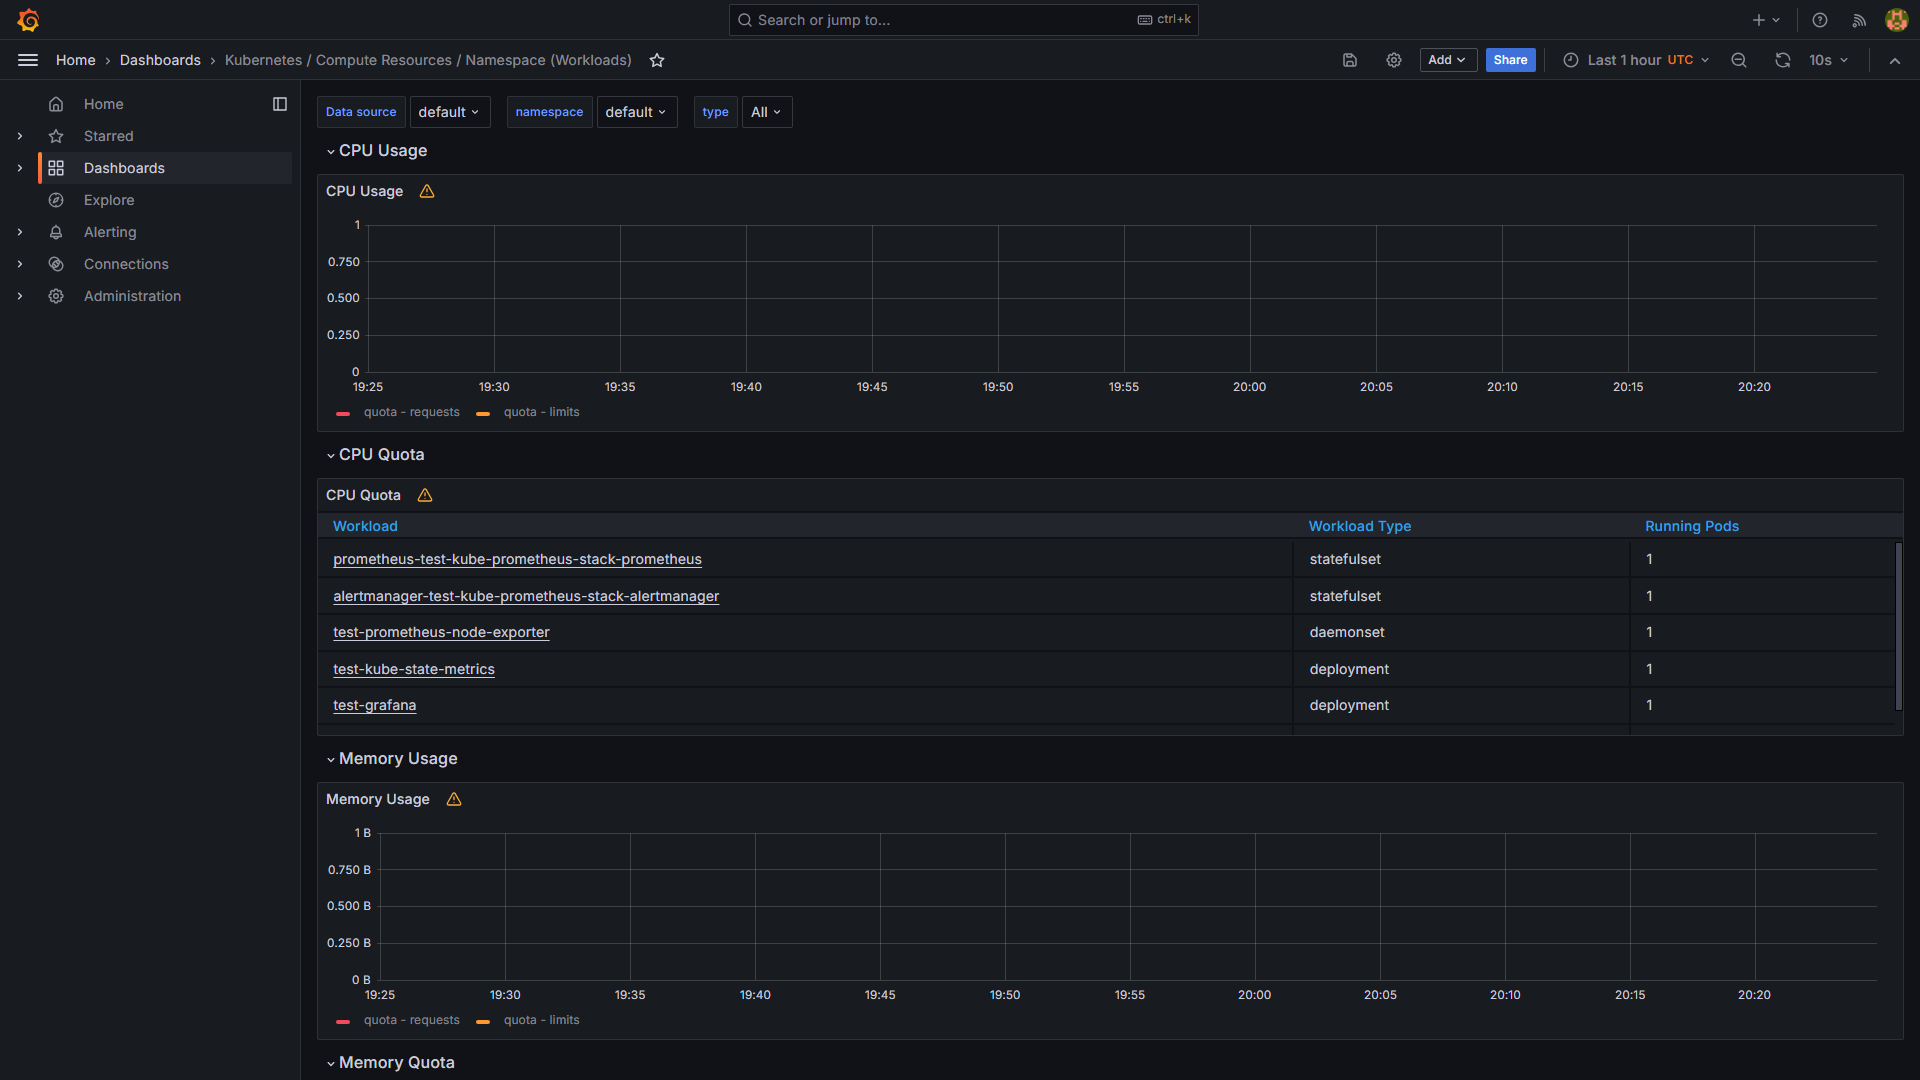 Search or jump to...
ctrl+k
Home › Dashboards › Kubernetes / Compute Resources / Namespace (Workloads)
Add
Share
Last 1 hour UTC
10s
Home
Starred
Dashboards
Explore
Alerting
Connections
Administration
Data source default namespace default type All
CPU Usage
CPU Usage
1
0.750
0.500
0.250
0
19:25 19:30 19:35 19:40 19:45 19:50 19:55 20:00 20:05 20:10 20:15 20:20
quota - requests quota - limits
CPU Quota
CPU Quota
Workload Workload Type Running Pods
prometheus-test-kube-prometheus-stack-prometheus statefulset 1
alertmanager-test-kube-prometheus-stack-alertmanager statefulset 1
test-prometheus-node-exporter daemonset 1
test-kube-state-metrics deployment 1
test-grafana deployment 1
Memory Usage
Memory Usage
1 B
0.750 B
0.500 B
0.250 B
0 B
19:25 19:30 19:35 19:40 19:45 19:50 19:55 20:00 20:05 20:10 20:15 20:20
quota - requests quota - limits
Memory Quota